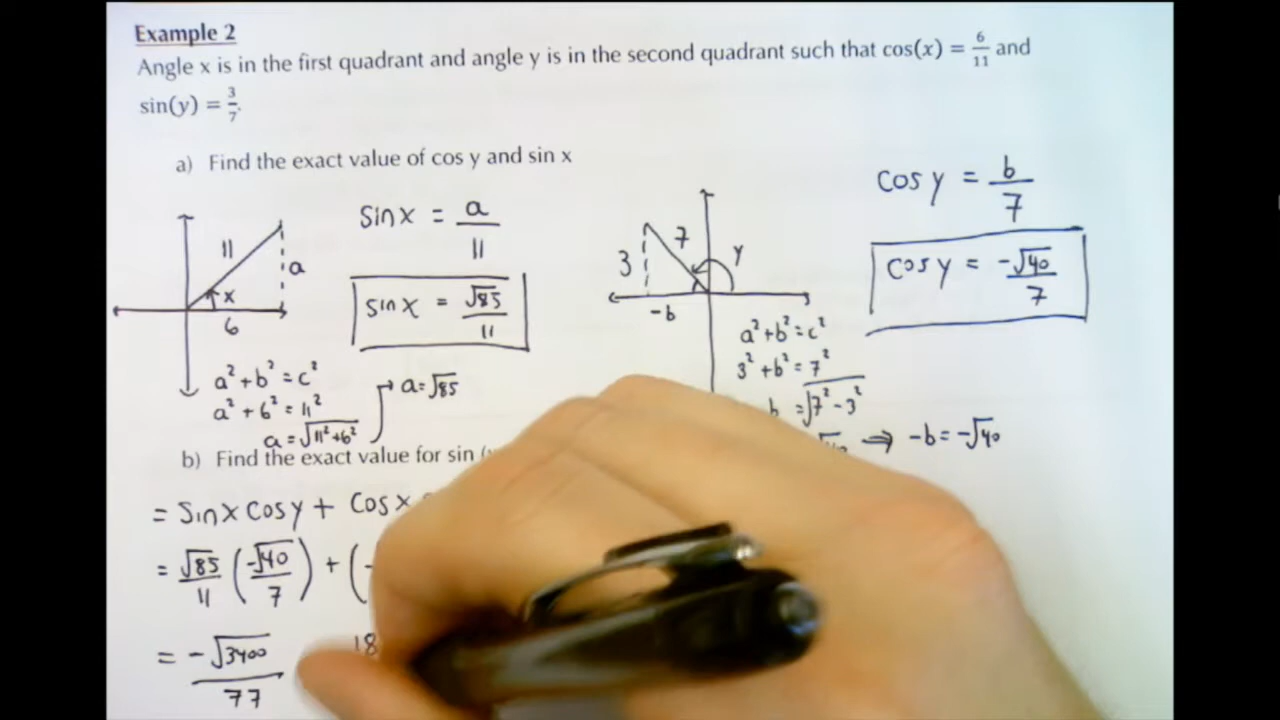 Example 2
Angle x is in the first quadrant and angle y is in the second quadrant such that cos(x) = 6/11 and
sin(y) = 3/7.
a) Find the exact value of cos y and sin x
11
a
x
6
sin x = a/11
sin x = √85/11
a² + b² = c²
a² + 6² = 11²
a = √11²+6²
a = √85
3
7
y
-b
cos y = b/7
cos y = -√40/7
a² + b² = c²
3² + b² = 7²
b = √7² - 3²
√40 → -b = -√40
b) Find the exact value for sin (
= sin x cos y + cos x
= √85/11 (-√40/7) + (
= -√3400/77 18